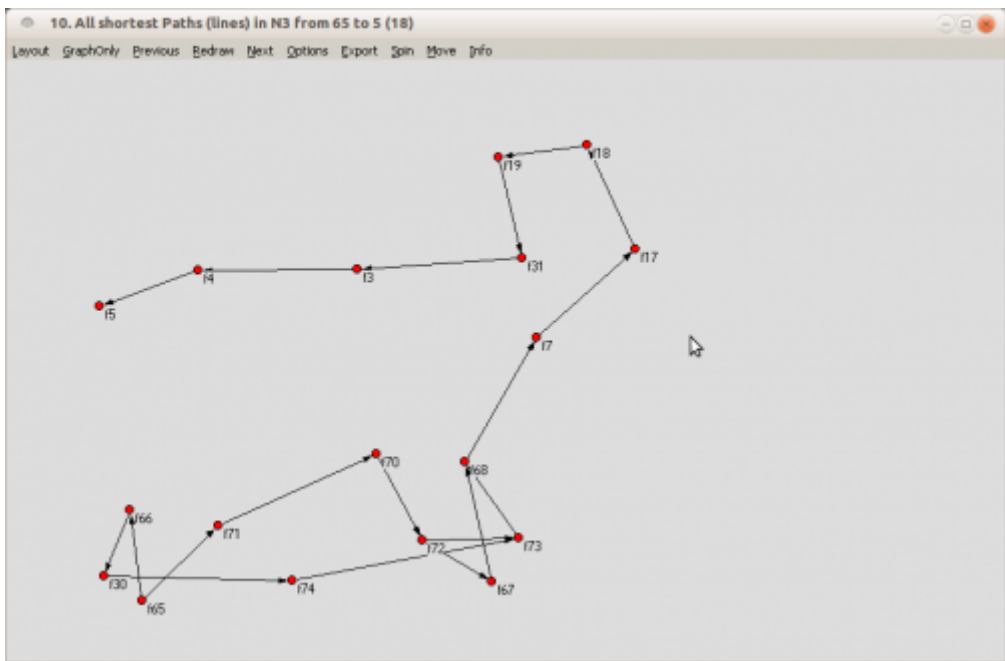 10. All shortest Paths (lines) in N3 from 65 to 5 (18)
Layout GraphOnly Previous Redraw Next Options Export Spin Move Info
f18
f19
f17
f31
f3
f4
f5
f7
f70
f68
f66
f71
f72
f73
f30
f74
f67
f65